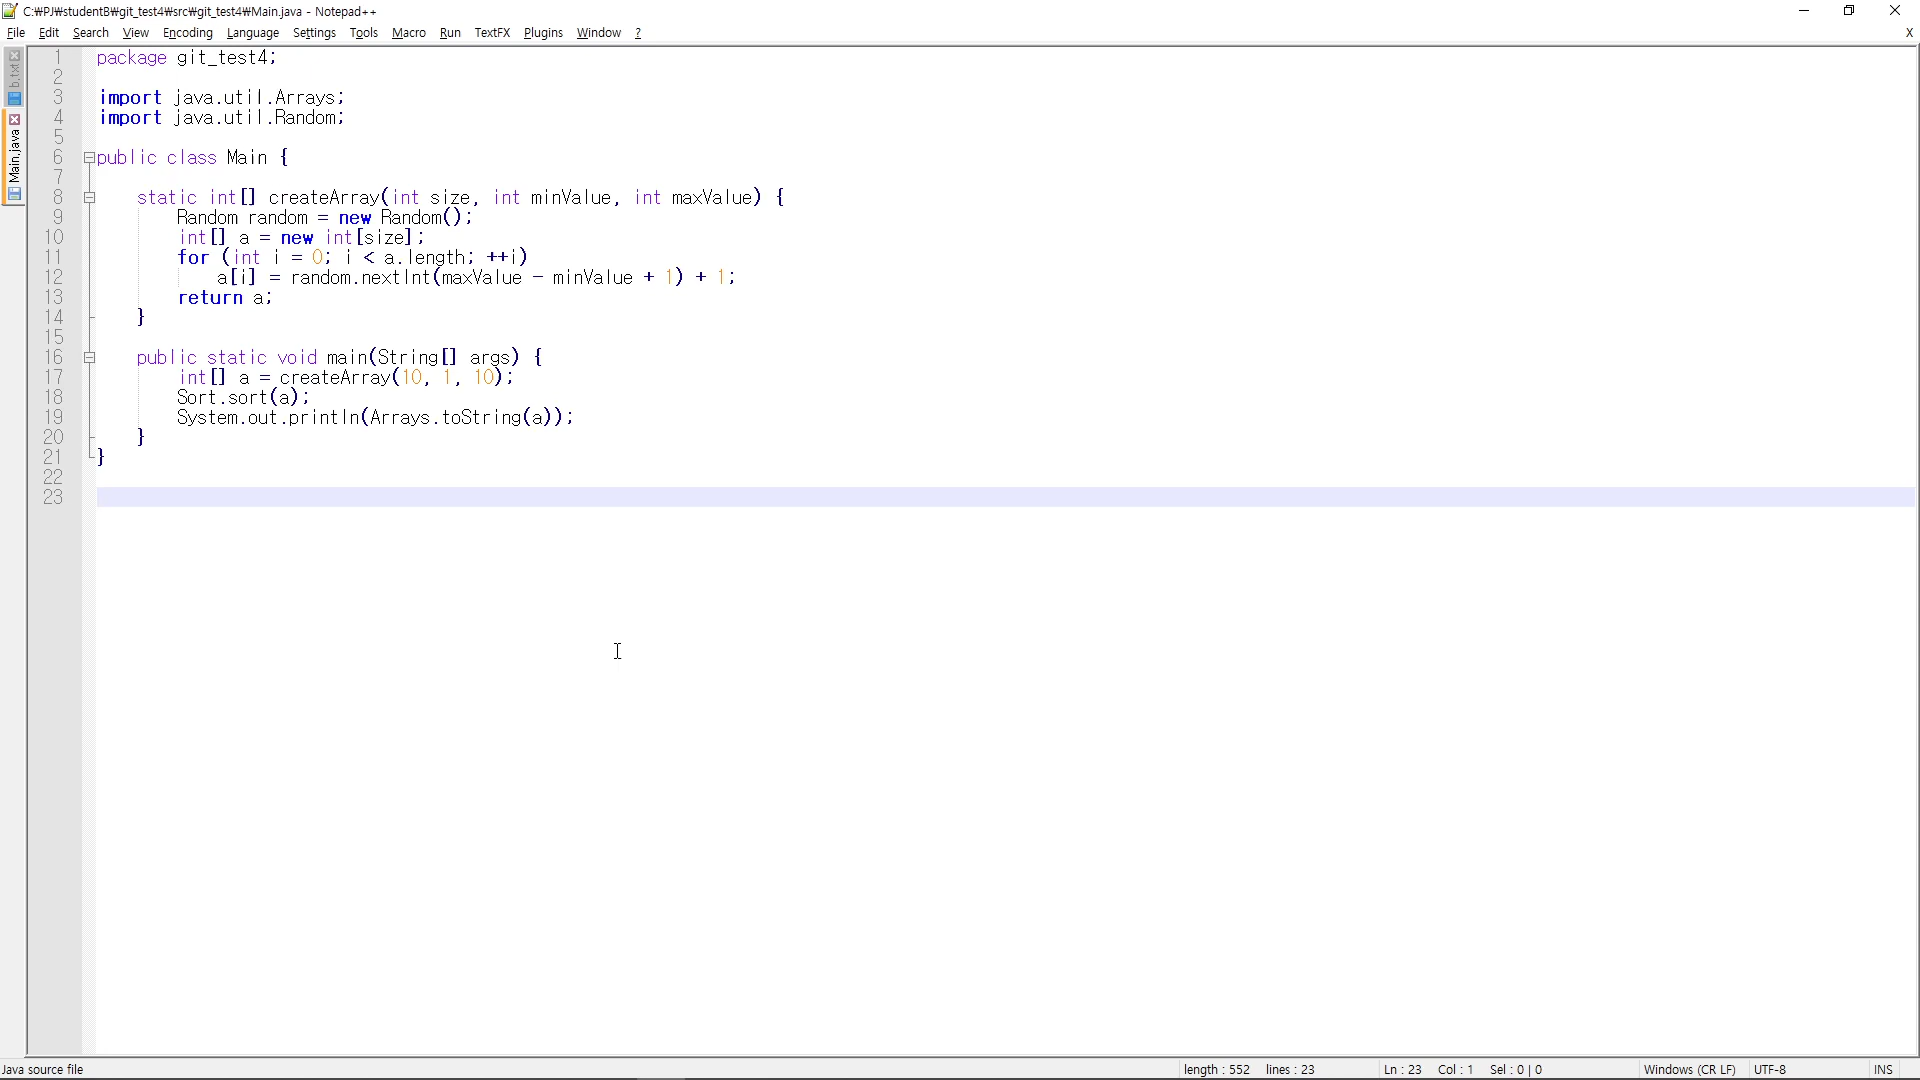 C:₩PJ₩studentB₩git_test4₩src₩git_test4₩Main.java - Notepad++
File Edit Search View Encoding Language Settings Tools Macro Run TextFX Plugins Window ? X
b.txt
Main.java
1 package git_test4;
2
3 import java.util.Arrays;
4 import java.util.Random;
5
6 public class Main {
7
8     static int[] createArray(int size, int minValue, int maxValue) {
9         Random random = new Random();
10         int[] a = new int[size];
11         for (int i = 0; i < a.length; ++i)
12             a[i] = random.nextInt(maxValue - minValue + 1) + 1;
13         return a;
14     }
15
16     public static void main(String[] args) {
17         int[] a = createArray(10, 1, 10);
18         Sort.sort(a);
19         System.out.println(Arrays.toString(a));
20     }
21 }
22
23
Java source file length : 552 lines : 23 Ln : 23 Col : 1 Sel : 0 | 0 Windows (CR LF) UTF-8 INS